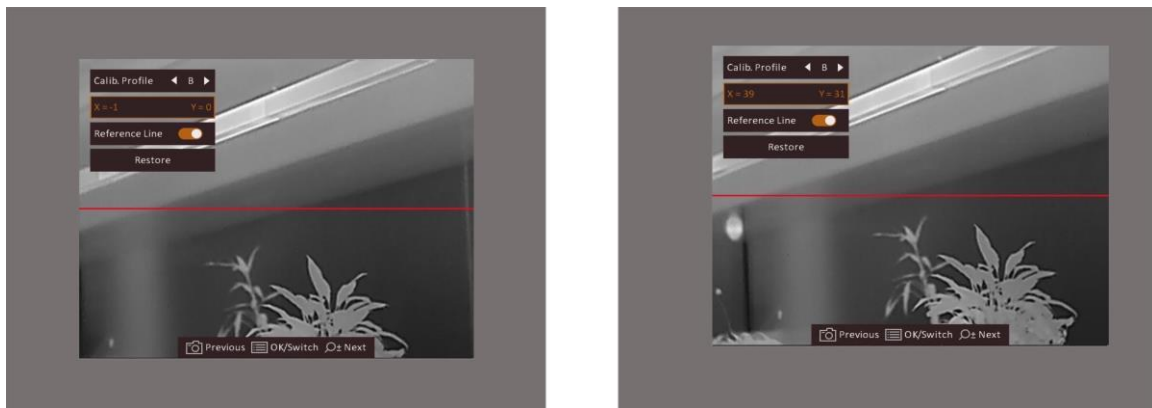 Calib. Profile B
X = -1 Y = 0
Reference Line
Restore
Previous OK/Switch ± Next
Calib. Profile B
X = 39 Y = 31
Reference Line
Restore
Previous OK/Switch ± Next